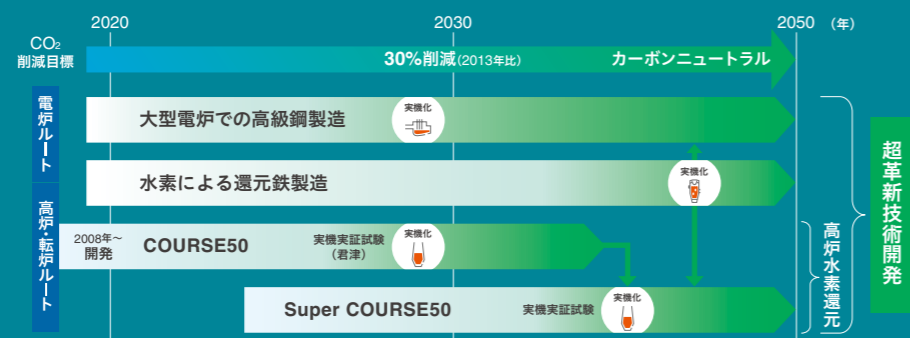 2020
2030
2050 (年)
CO₂
削減目標
30%削減(2013年比)
カーボンニュートラル
電炉ルート
大型電炉での高級鋼製造
実機化
水素による還元鉄製造
実機化
高炉・転炉ルート
2008年~
開発
COURSE50
実機実証試験
(君津)
実機化
Super COURSE50
実機実証試験
実機化
高炉水素還元
超革新技術開発